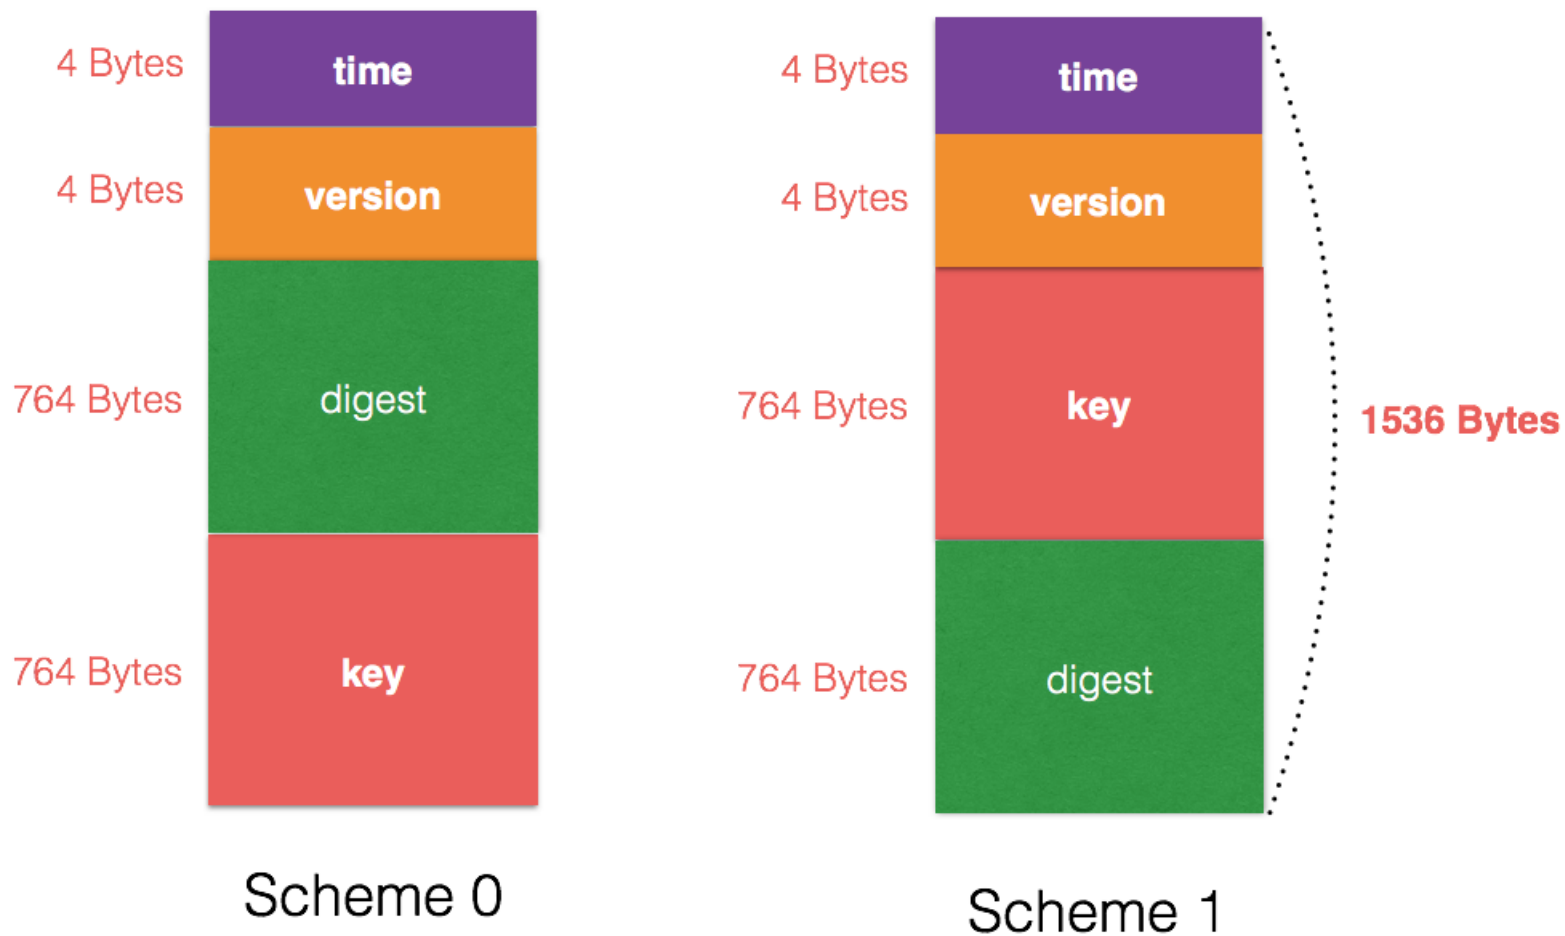 4 Bytes
time
4 Bytes
version
764 Bytes
digest
764 Bytes
key
Scheme 0
4 Bytes
time
4 Bytes
version
764 Bytes
key
764 Bytes
digest
1536 Bytes
Scheme 1